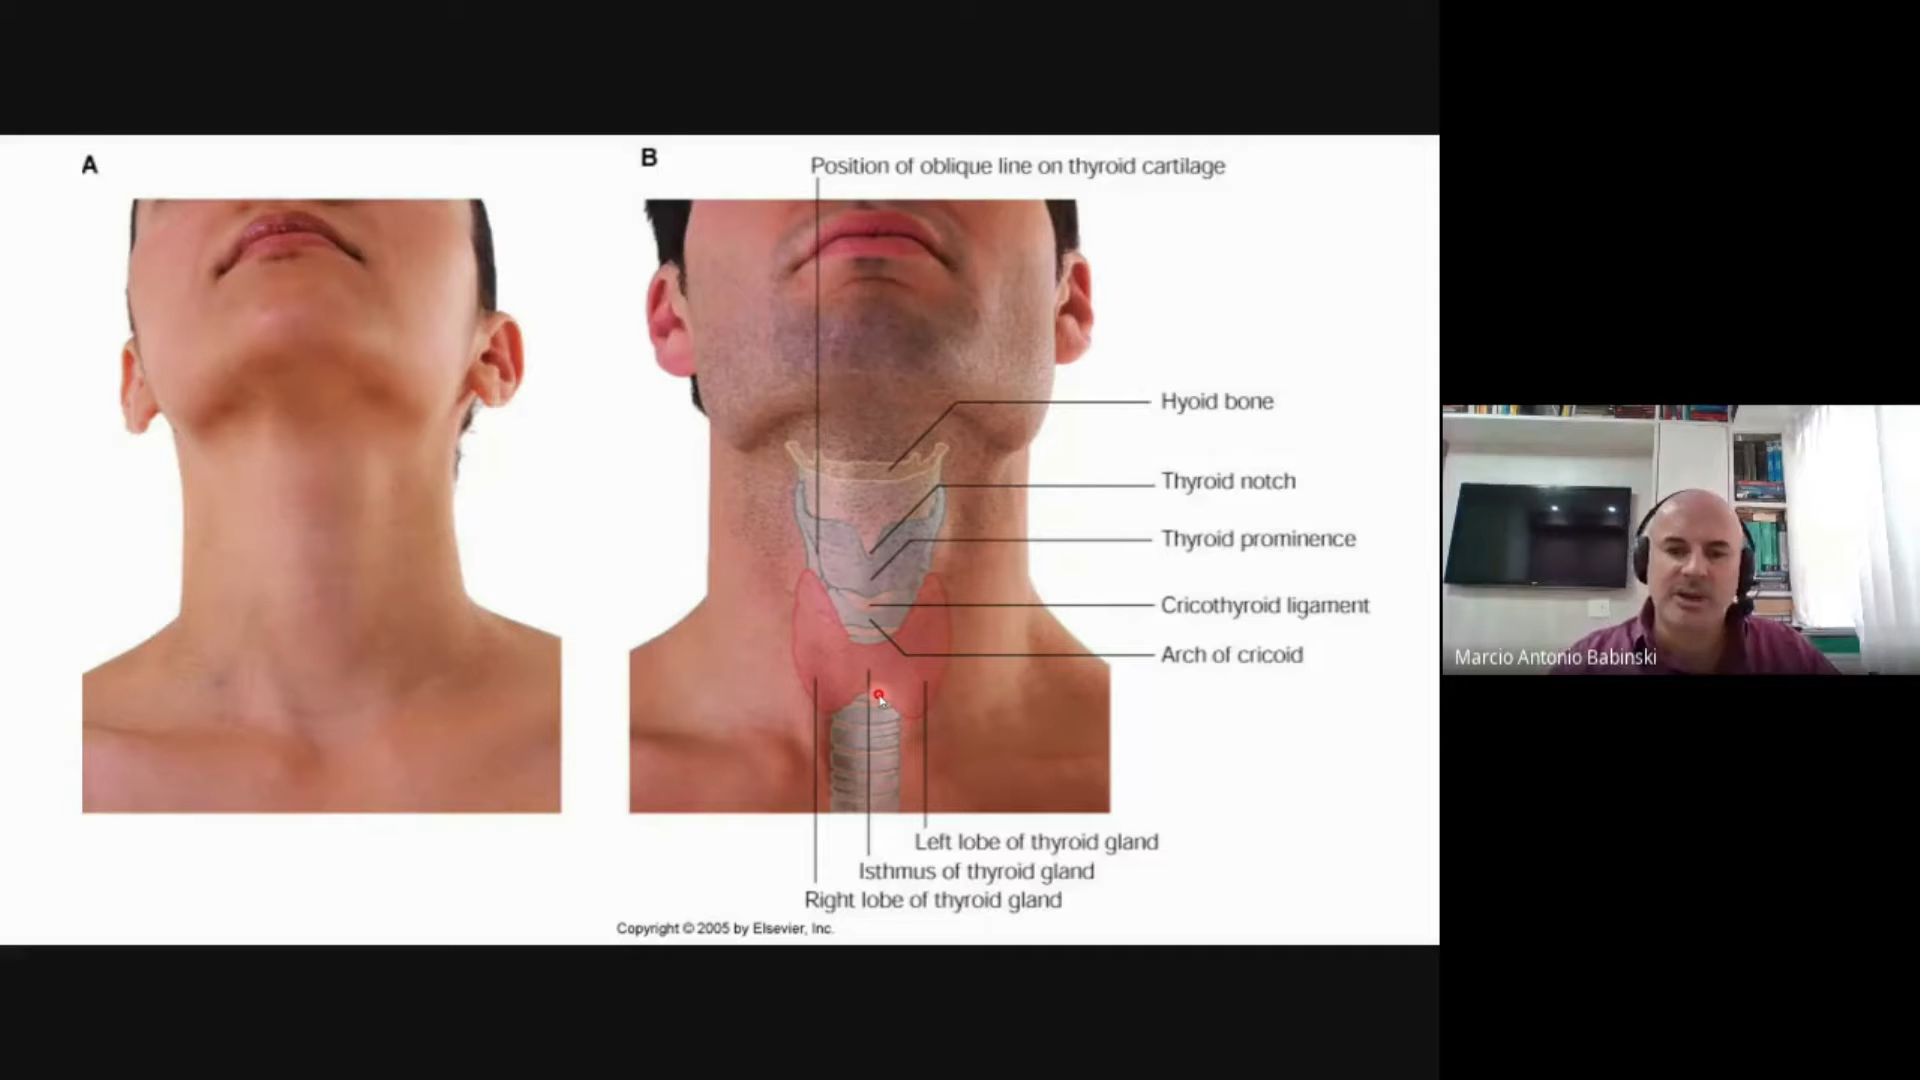 A
B
Position of oblique line on thyroid cartilage
Hyoid bone
Thyroid notch
Thyroid prominence
Cricothyroid ligament
Arch of cricoid
Left lobe of thyroid gland
Isthmus of thyroid gland
Right lobe of thyroid gland
Copyright © 2005 by Elsevier, Inc.
Marcio Antonio Babinski